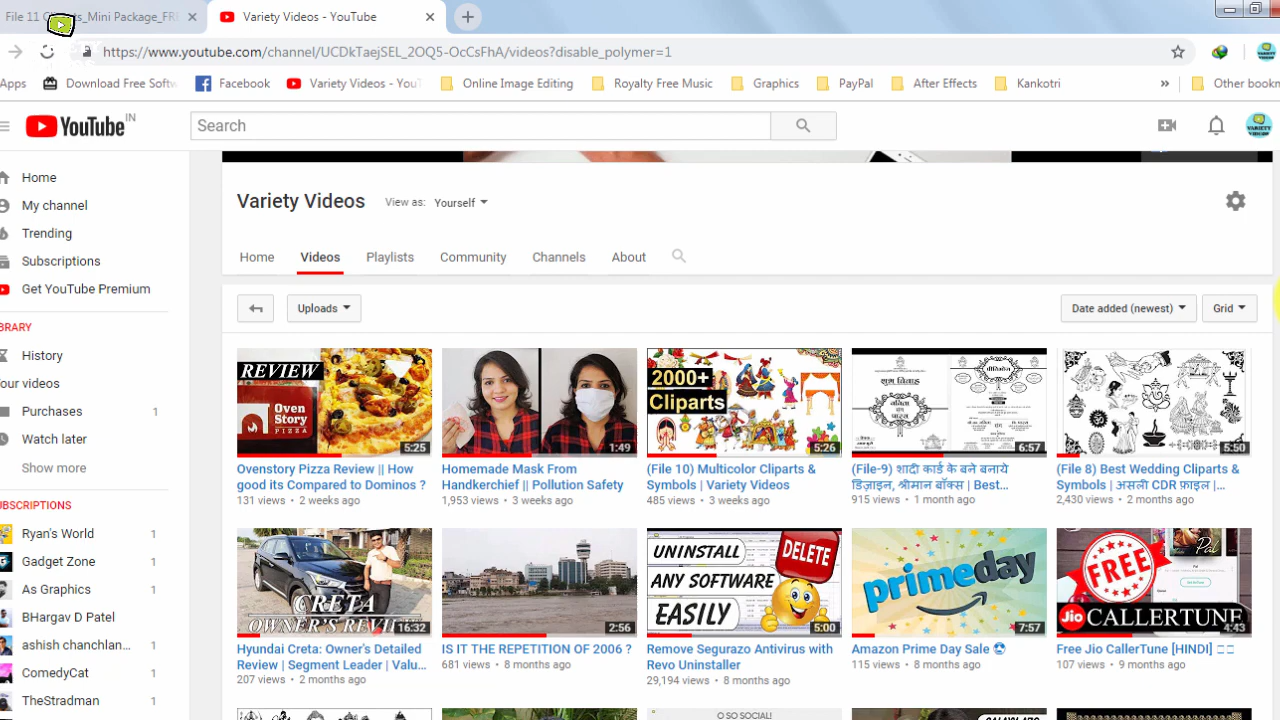 File 11 Cliparts_Mini Package_FRE
Variety Videos - YouTube
https://www.youtube.com/channel/UCDkTaejSEL_2OQ5-OcCsFhA/videos?disable_polymer=1
Apps
Download Free Softw
Facebook
Variety Videos - YouTu
Online Image Editing
Royalty Free Music
Graphics
PayPal
After Effects
Kankotri
Other bookm
YouTube IN
Search
Home
My channel
Trending
Subscriptions
Get YouTube Premium
BRARY
History
our videos
Purchases 1
Watch later
Show more
UBSCRIPTIONS
Ryan's World 1
Gadget Zone 1
As Graphics 1
BHargav D Patel
ashish chanchlan... 1
ComedyCat 1
TheStradman 1
Variety Videos View as: Yourself
Home Videos Playlists Community Channels About
Uploads Date added (newest) Grid
REVIEW
Oven
Story
PIZZA
5:25
1:49
2000+
Cliparts
5:26
शुभ विवाह
6:57
5:50
Ovenstory Pizza Review || How
good its Compared to Dominos ?
131 views • 2 weeks ago
Homemade Mask From
Handkerchief || Pollution Safety
1,953 views • 3 weeks ago
(File 10) Multicolor Cliparts &
Symbols | Variety Videos
485 views • 3 weeks ago
(File-9) शादी कार्ड के बने बनाये
डिज़ाइन, श्रीमान बॉक्स | Best...
915 views • 1 month ago
(File 8) Best Wedding Cliparts &
Symbols | असली CDR फ़ाइल |...
2,430 views • 2 months ago
CRETA
OWNER'S REVIEW
16:32
2:56
UNINSTALL
DELETE
ANY SOFTWARE
EASILY
5:00
primeday
7:57
FREE
Pal
Jio CALLERTUNE
4:43
Hyundai Creta: Owner's Detailed
Review | Segment Leader | Valu...
207 views • 2 months ago
IS IT THE REPETITION OF 2006 ?
681 views • 8 months ago
Remove Segurazo Antivirus with
Revo Uninstaller
29,194 views • 8 months ago
Amazon Prime Day Sale
115 views • 8 months ago
Free Jio CallerTune [HINDI]
107 views • 9 months ago
O SO SOCIAL!